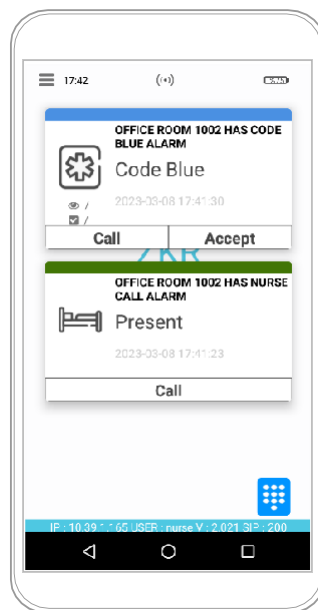 17:42
OFFICE ROOM 1002 HAS CODE
BLUE ALARM
Code Blue
/
2023-03-08 17:41:30
/
Call Accept
OFFICE ROOM 1002 HAS NURSE
CALL ALARM
Present
2023-03-08 17:41:23
Call
USER : nurse V : 2.021 SIP : 200